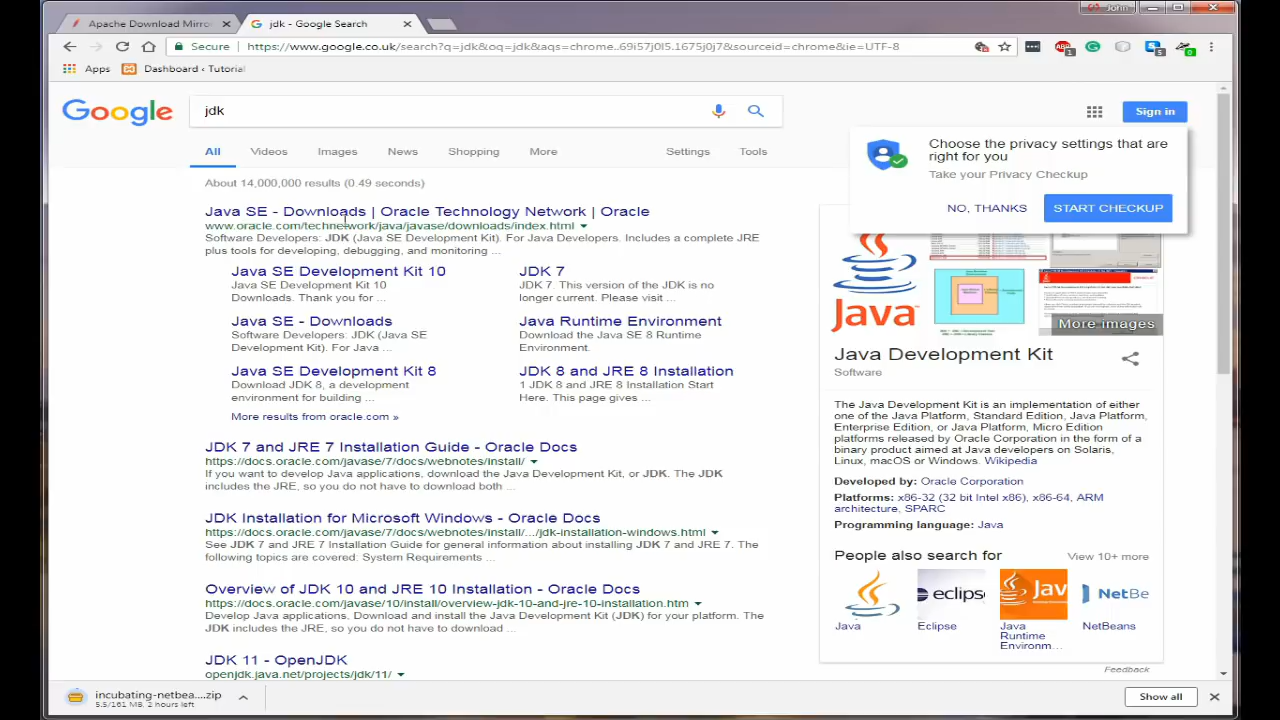 John
Apache Download Mirro
jdk - Google Search
Secure
https://www.google.co.uk/search?q=jdk&oq=jdk&aqs=chrome..69i57j0l5.1675j0j7&sourceid=chrome&ie=UTF-8
Apps
Dashboard ‹ Tutorial
Google
jdk
Sign in
All
Videos
Images
News
Shopping
More
Settings
Tools
Choose the privacy settings that are
right for you
Take your Privacy Checkup
NO, THANKS
START CHECKUP
About 14,000,000 results (0.49 seconds)
Java SE - Downloads | Oracle Technology Network | Oracle
www.oracle.com/technetwork/java/javase/downloads/index.html
Software Developers: JDK (Java SE Development Kit). For Java Developers. Includes a complete JRE
plus tools for developing, debugging, and monitoring ...
Java SE Development Kit 10
Java SE Development Kit 10
Downloads. Thank you for ...
JDK 7
JDK 7. This version of the JDK is no
longer current. Please visit ...
Java SE - Downloads
Software Developers: JDK (Java SE
Development Kit). For Java ...
Java Runtime Environment
Download the Java SE 8 Runtime
Environment.
Java SE Development Kit 8
Download JDK 8, a development
environment for building ...
JDK 8 and JRE 8 Installation
1 JDK 8 and JRE 8 Installation Start
Here. This page gives ...
More results from oracle.com »
JDK 7 and JRE 7 Installation Guide - Oracle Docs
https://docs.oracle.com/javase/7/docs/webnotes/install/
If you want to develop Java applications, download the Java Development Kit, or JDK. The JDK
includes the JRE, so you do not have to download both ...
JDK Installation for Microsoft Windows - Oracle Docs
https://docs.oracle.com/javase/7/docs/webnotes/install/.../jdk-installation-windows.html
See JDK 7 and JRE 7 Installation Guide for general information about installing JDK 7 and JRE 7. The
following topics are covered: System Requirements ...
Overview of JDK 10 and JRE 10 Installation - Oracle Docs
https://docs.oracle.com/javase/10/install/overview-jdk-10-and-jre-10-installation.htm
Develop Java applications. Download and install the Java Development Kit (JDK) for your platform. The
JDK includes the JRE, so you do not have to download ...
JDK 11 - OpenJDK
openjdk.java.net/projects/jdk/11/
Java
More images
Java Development Kit
Software
The Java Development Kit is an implementation of either
one of the Java Platform, Standard Edition, Java Platform,
Enterprise Edition, or Java Platform, Micro Edition
platforms released by Oracle Corporation in the form of a
binary product aimed at Java developers on Solaris,
Linux, macOS or Windows. Wikipedia
Developed by: Oracle Corporation
Platforms: x86-32 (32 bit Intel x86), x86-64, ARM
architecture, SPARC
Programming language: Java
People also search for
View 10+ more
eclips
Jav
NetBe
Java
Eclipse
Java
Runtime
Environm...
NetBeans
Feedback
incubating-netbea....zip
5.5/161 MB, 2 hours left
Show all